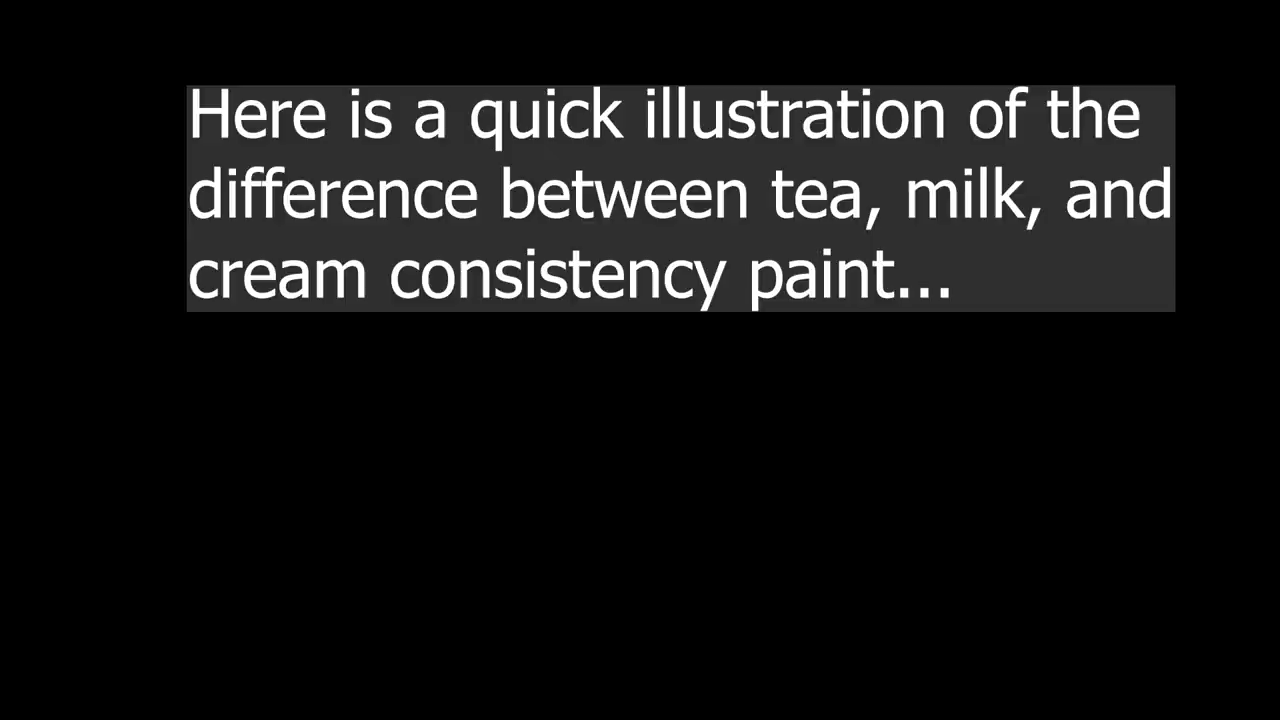 Here is a quick illustration of the
difference between tea, milk, and
cream consistency paint...